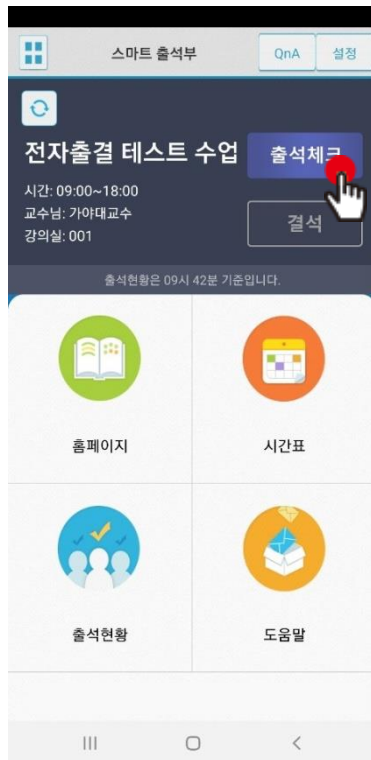 스마트 출석부
QnA
설정
전자출결 테스트 수업
출석체크
시간: 09:00~18:00
교수님: 가야대교수
강의실: 001
결석
출석현황은 09시 42분 기준입니다.
홈페이지
시간표
출석현황
도움말